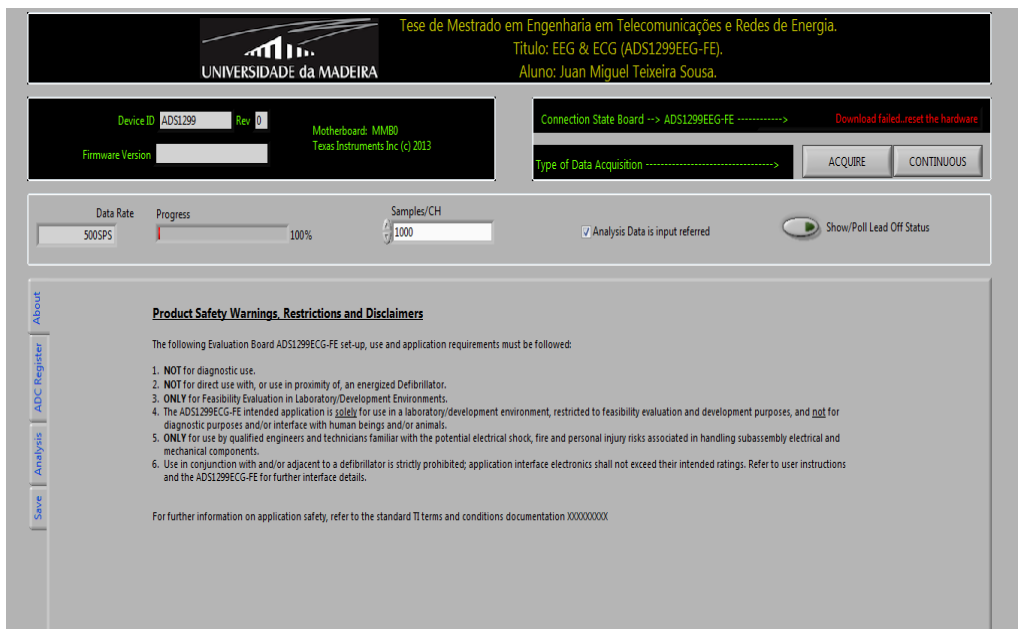 Tese de Mestrado em Engenharia em Telecomunicações e Redes de Energia.
Titulo: EEG & ECG (ADS1299EEG-FE).
Aluno: Juan Miguel Teixeira Sousa.
UNIVERSIDADE da MADEIRA
Device ID ADS1299 Rev 0
Firmware Version
Motherboard: MMB0
Texas Instruments Inc (c) 2013
Connection State Board --> ADS1299EEG-FE ------------> Download failed..reset the hardware
Type of Data Acquisition ----------------------------------> ACQUIRE CONTINUOUS
Data Rate
500SPS
Progress
100%
Samples/CH
1000
Analysis Data is input referred
Show/Poll Lead Off Status
About
ADC Register
Analysis
Save
Product Safety Warnings, Restrictions and Disclaimers
The following Evaluation Board ADS1299ECG-FE set-up, use and application requirements must be followed:
1. NOT for diagnostic use.
2. NOT for direct use with, or use in proximity of, an energized Defibrillator.
3. ONLY for Feasibility Evaluation in Laboratory/Development Environments.
4. The ADS1299ECG-FE intended application is solely for use in a laboratory/development environment, restricted to feasibility evaluation and development purposes, and not for
diagnostic purposes and/or interface with human beings and/or animals.
5. ONLY for use by qualified engineers and technicians familiar with the potential electrical shock, fire and personal injury risks associated in handling subassembly electrical and
mechanical components.
6. Use in conjunction with and/or adjacent to a defibrillator is strictly prohibited; application interface electronics shall not exceed their intended ratings. Refer to user instructions
and the ADS1299ECG-FE for further interface details.
For further information on application safety, refer to the standard TI terms and conditions documentation XXXXXXXXX